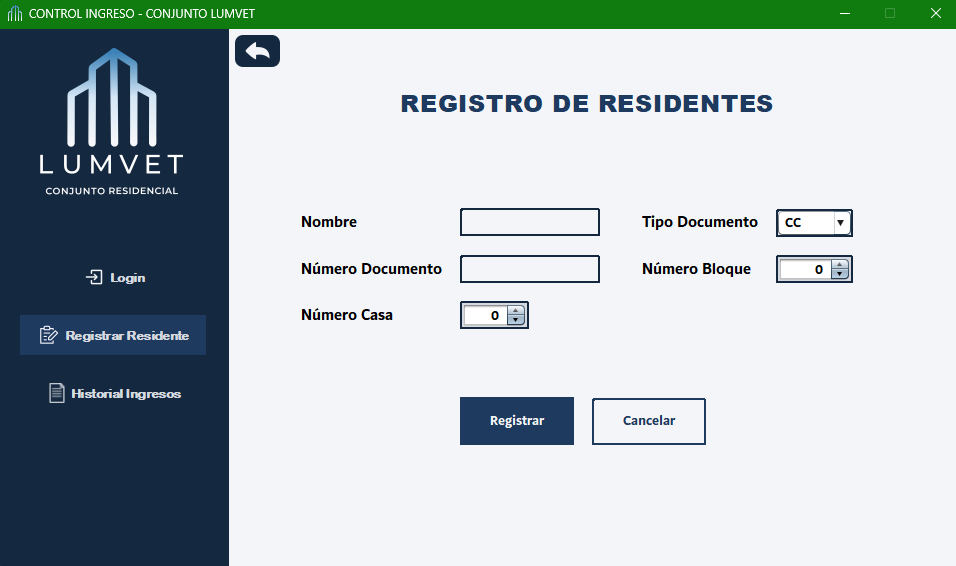 CONTROL INGRESO - CONJUNTO LUMVET
LUMVET
CONJUNTO RESIDENCIAL
Login
Registrar Residente
Historial Ingresos
REGISTRO DE RESIDENTES
Nombre
Tipo Documento CC
Número Documento
Número Bloque 0
Número Casa 0
Registrar
Cancelar